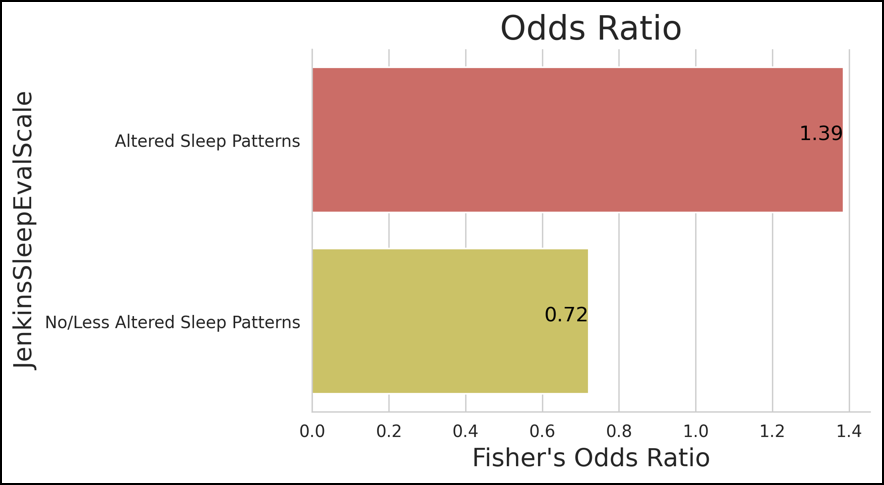 Odds Ratio
JenkinsSleepEvalScale
Altered Sleep Patterns
1.39
No/Less Altered Sleep Patterns
0.72
0.0 0.2 0.4 0.6 0.8 1.0 1.2 1.4
Fisher's Odds Ratio